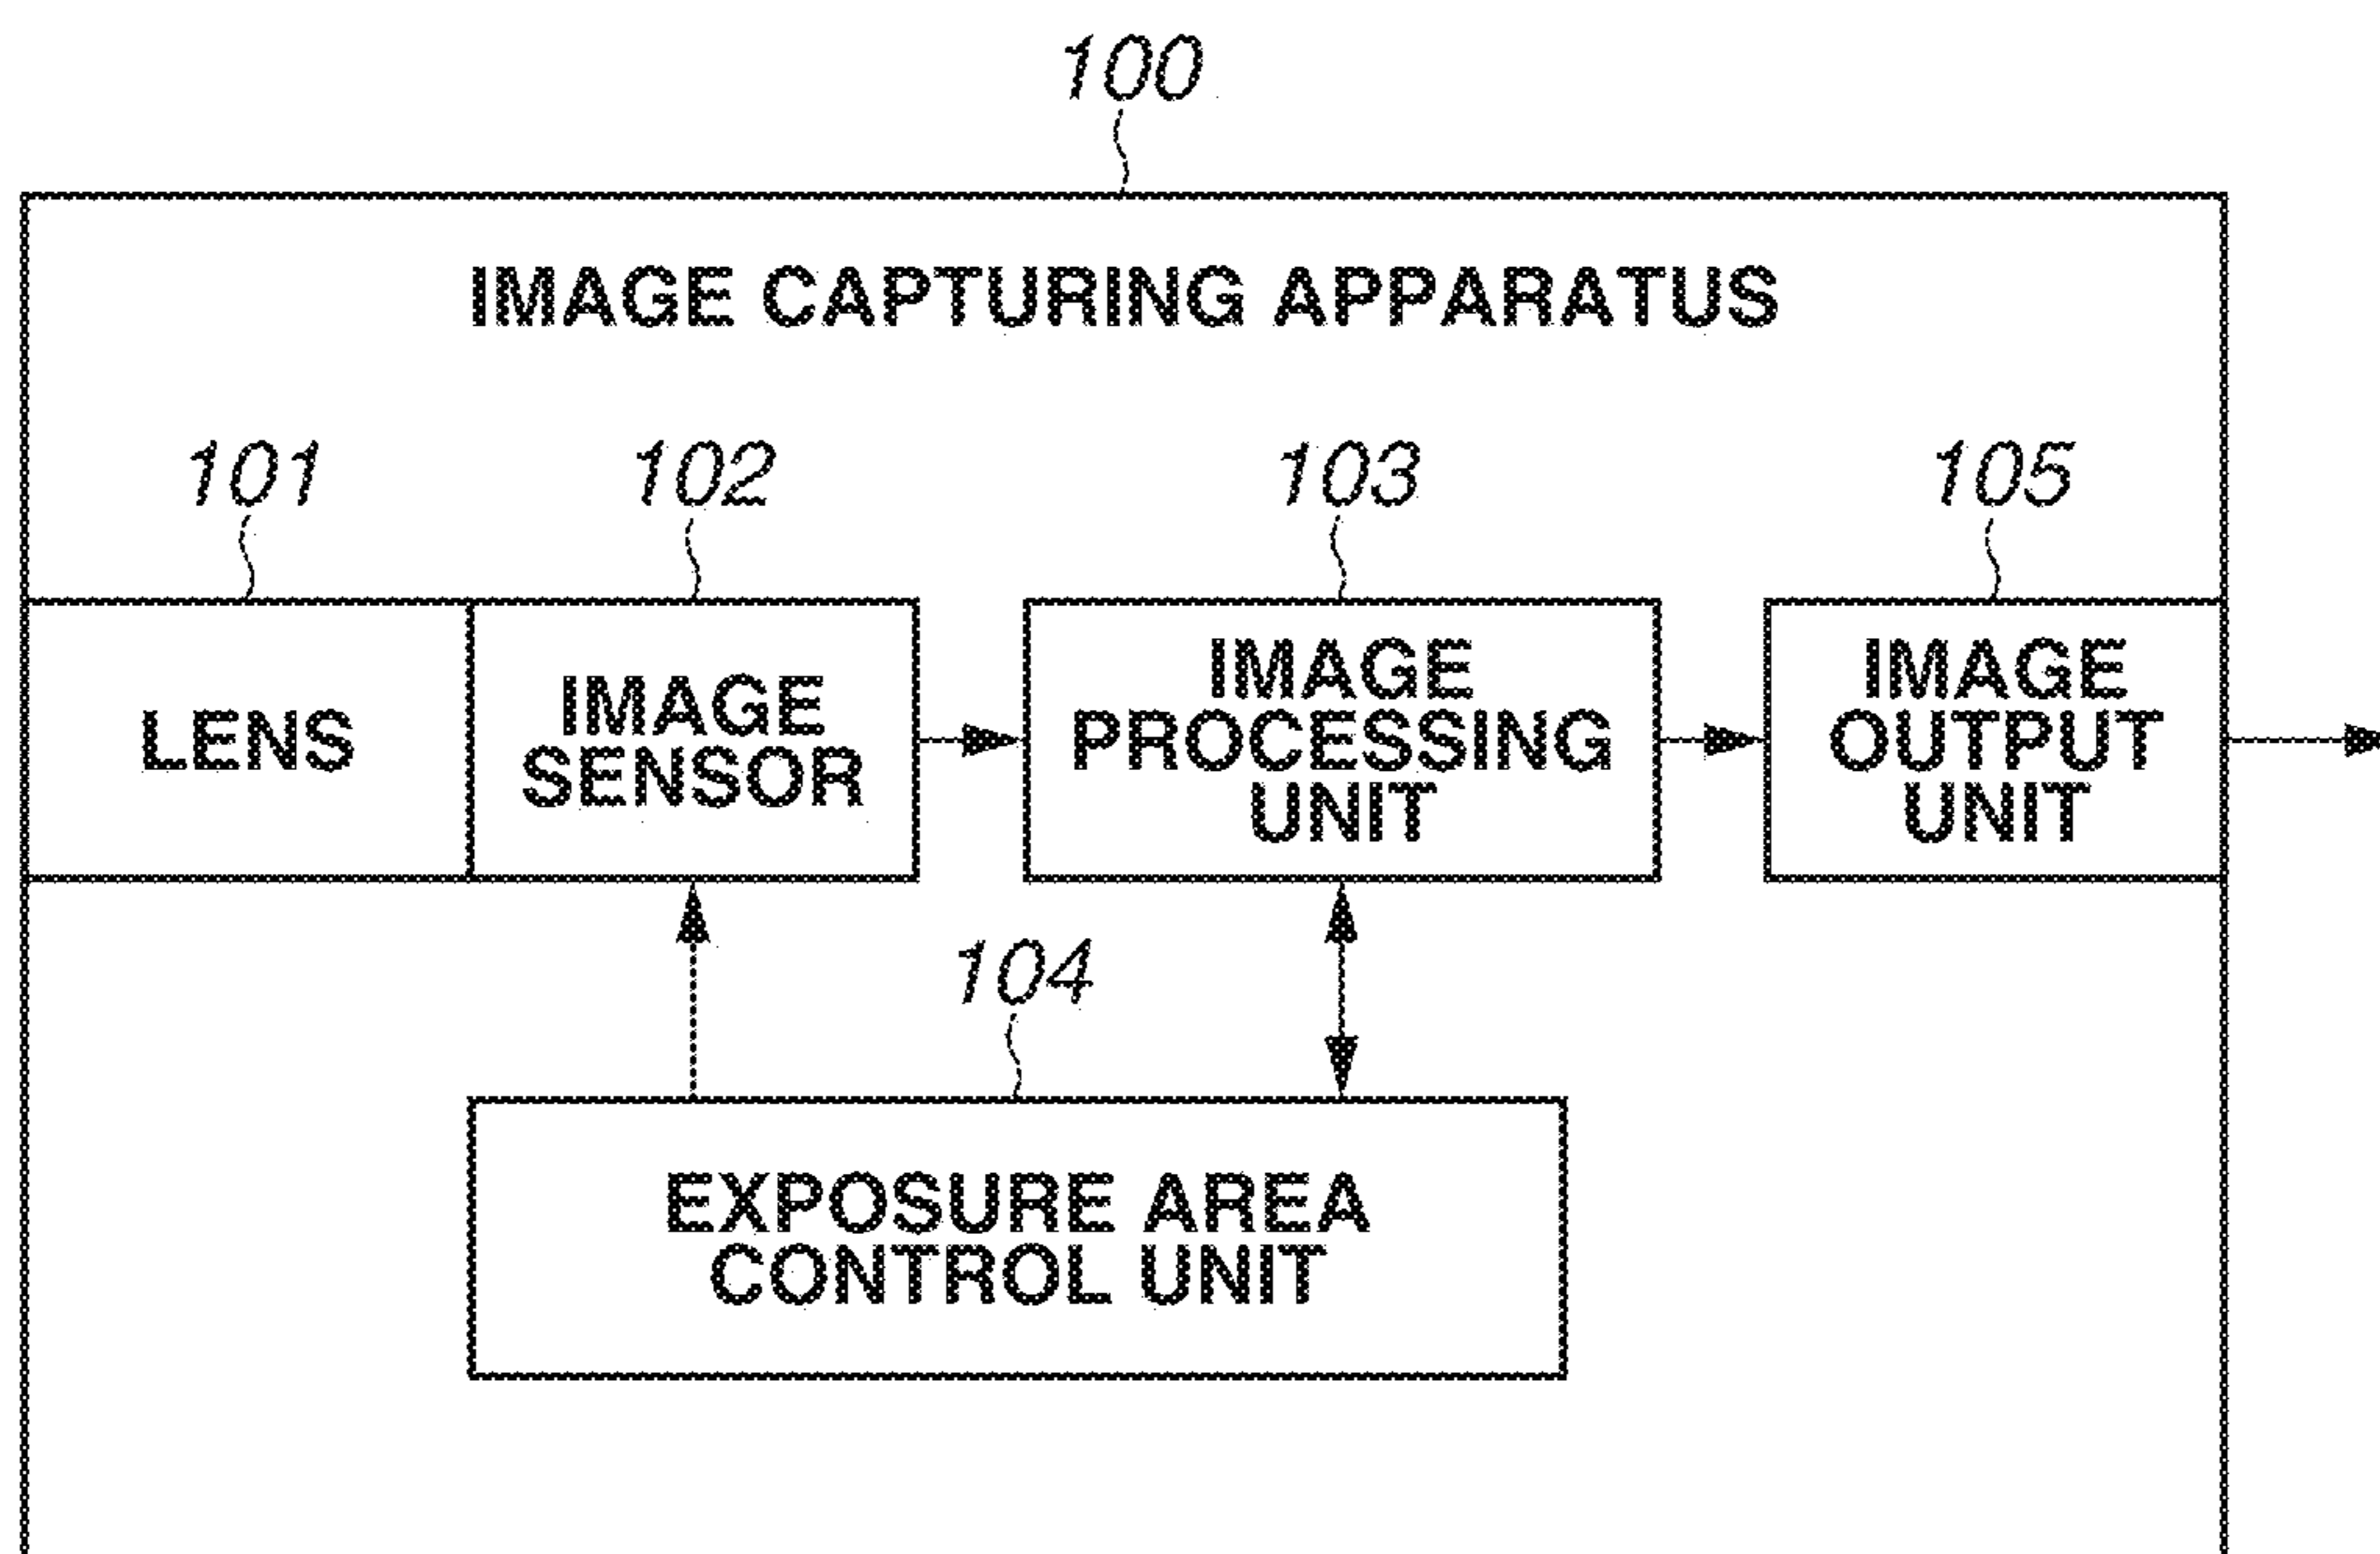 100
IMAGE CAPTURING APPARATUS
101
102
103
105
LENS
IMAGE
SENSOR
IMAGE
PROCESSING
UNIT
IMAGE
OUTPUT
UNIT
104
EXPOSURE AREA
CONTROL UNIT